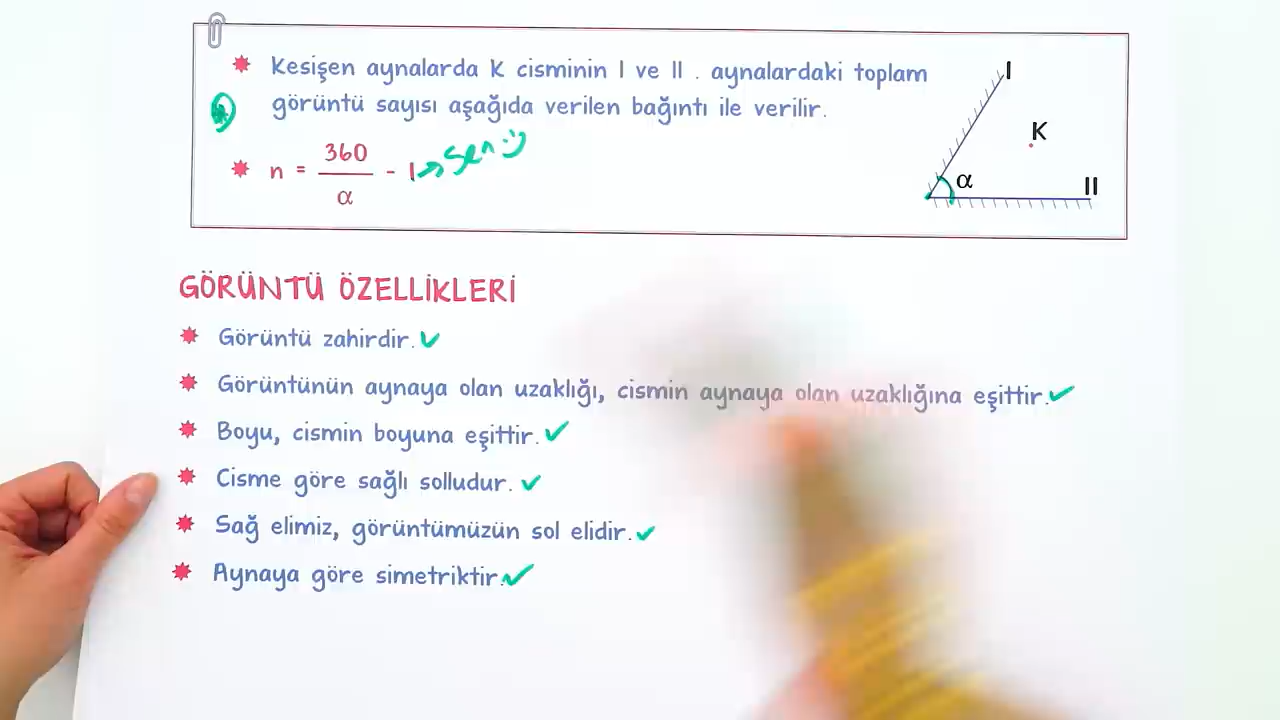 Kesişen aynalarda K cisminin I ve II . aynalardaki toplam
görüntü sayısı aşağıda verilen bağıntı ile verilir.
n = 360/α - 1 → Sen :)
I
K
α
II
GÖRÜNTÜ ÖZELLİKLERİ
Görüntü zahirdir.
Görüntünün aynaya olan uzaklığı, cismin aynaya olan uzaklığına eşittir.
Boyu, cismin boyuna eşittir.
Cisme göre sağlı solludur.
Sağ elimiz, görüntümüzün sol elidir.
Aynaya göre simetriktir.